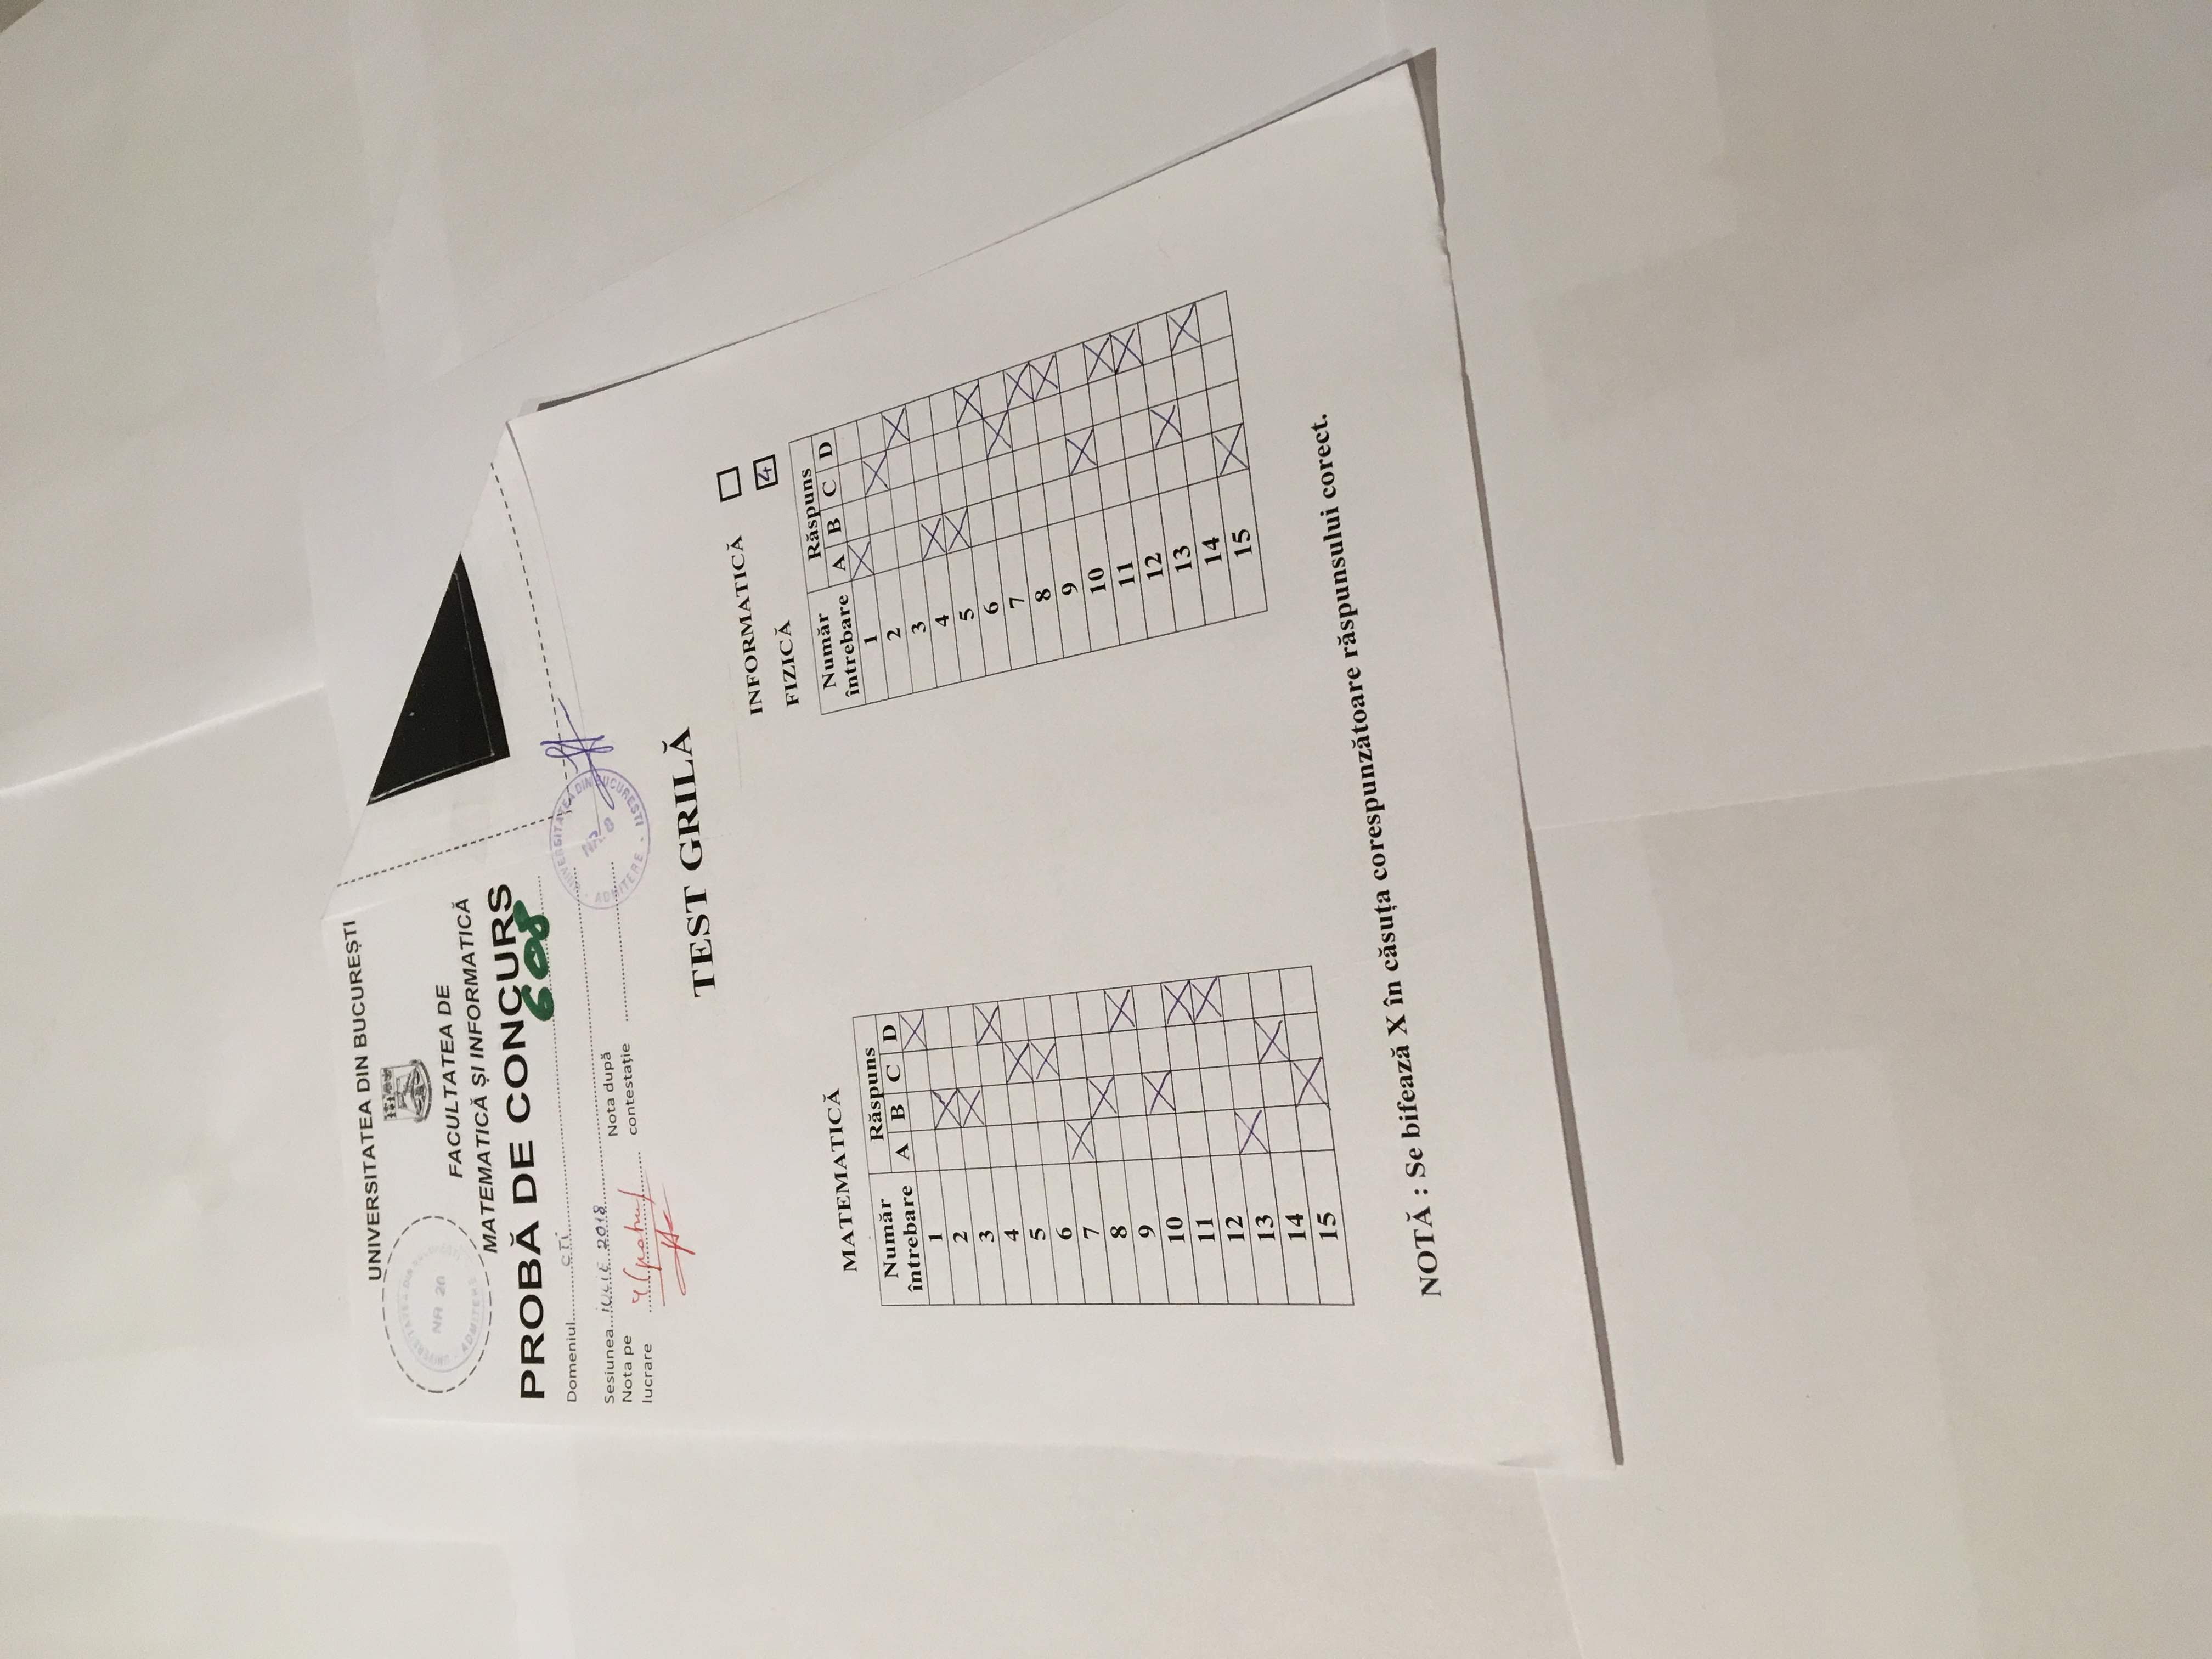 UNIVERSITATEA DIN BUCUREȘTI
UNIVERSITATEA DIN
NR 20
ADMITERE
FACULTATEA DE
MATEMATICĂ ȘI INFORMATICĂ
PROBĂ DE CONCURS
608
Domeniul CTI
Sesiunea IULIE 2018
Nota pe lucrare 4 (patru)
Nota după contestație
UNIVERSITATEA DIN BUCUREȘTI
ADMITERE
TEST GRILĂ
INFORMATICĂ
FIZICĂ 4
MATEMATICĂ
Număr întrebare Răspuns
A B C D
1 X
2 X
3 X
4 X
5 X
6 X
7 X
8 X
9 X
10 X
11 X
12 X
13 X
14 X
15 X
Număr întrebare Răspuns
A B C D
1 X
2 X
3 X
4 X
5 X
6 X
7 X
8 X
9 X
10 X
11 X
12 X
13 X
14 X
15 X
NOTĂ : Se bifează X în căsuța corespunzătoare răspunsului corect.